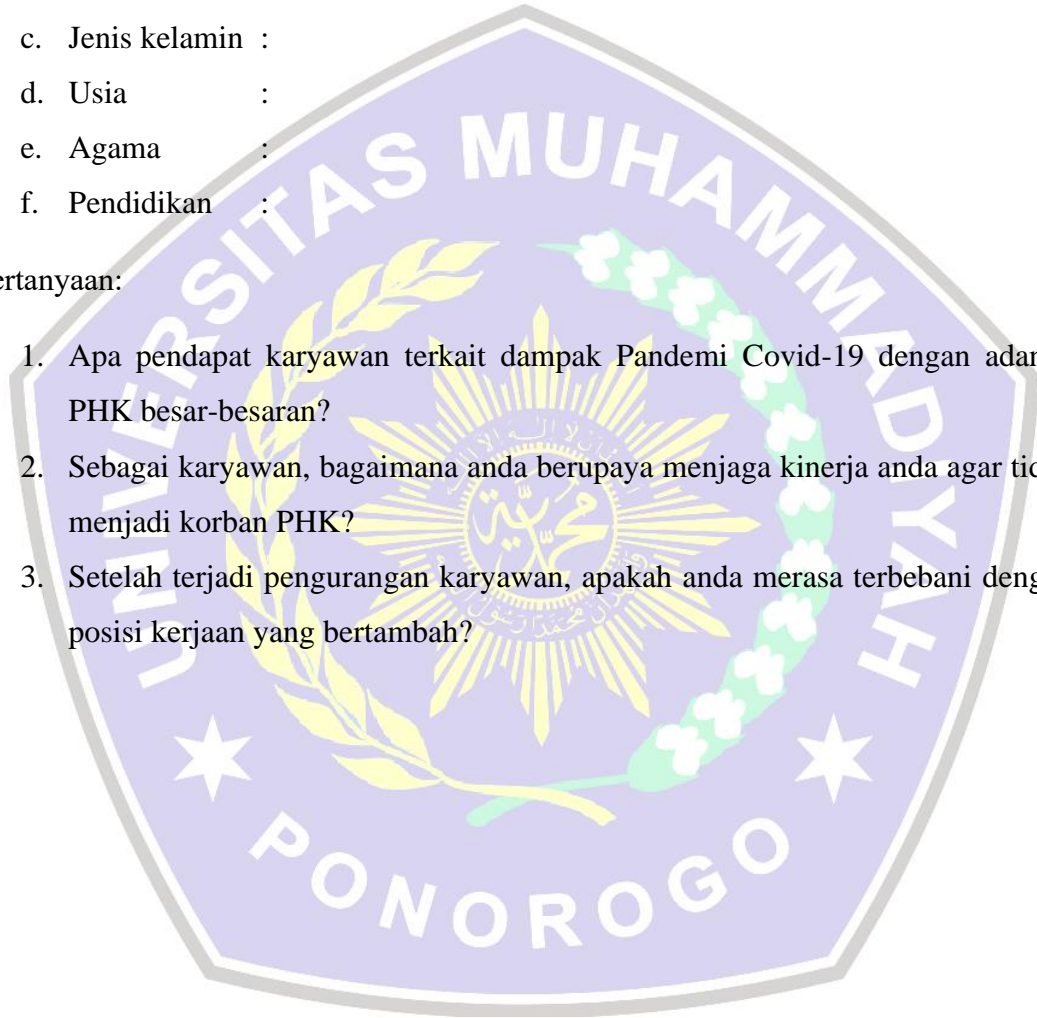 c. Jenis kelamin :
d. Usia :
e. Agama :
f. Pendidikan :
ertanyaan:
1. Apa pendapat karyawan terkait dampak Pandemi Covid-19 dengan adan
PHK besar-besaran?
2. Sebagai karyawan, bagaimana anda berupaya menjaga kinerja anda agar tid
menjadi korban PHK?
3. Setelah terjadi pengurangan karyawan, apakah anda merasa terbebani deng
posisi kerjaan yang bertambah?
UNIVERSITAS MUHAMMADIYAH
PONOROGO